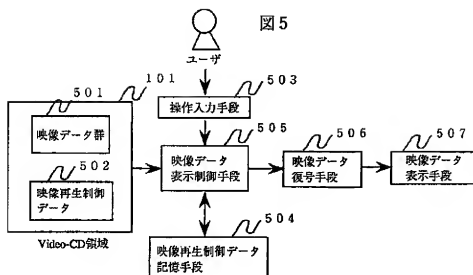 図5
ユーザ
501
101
503
操作入力手段
映像データ群
505
506
507
502
映像データ
表示制御手段
映像データ
復号手段
映像データ
表示手段
映像再生制御
データ
504
Video-CD領域
映像再生制御データ
記憶手段